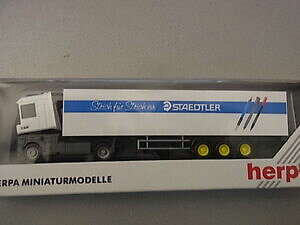 Strich für Strich ein STAEDTLER
HERPA MINIATURMODELLE
herpa